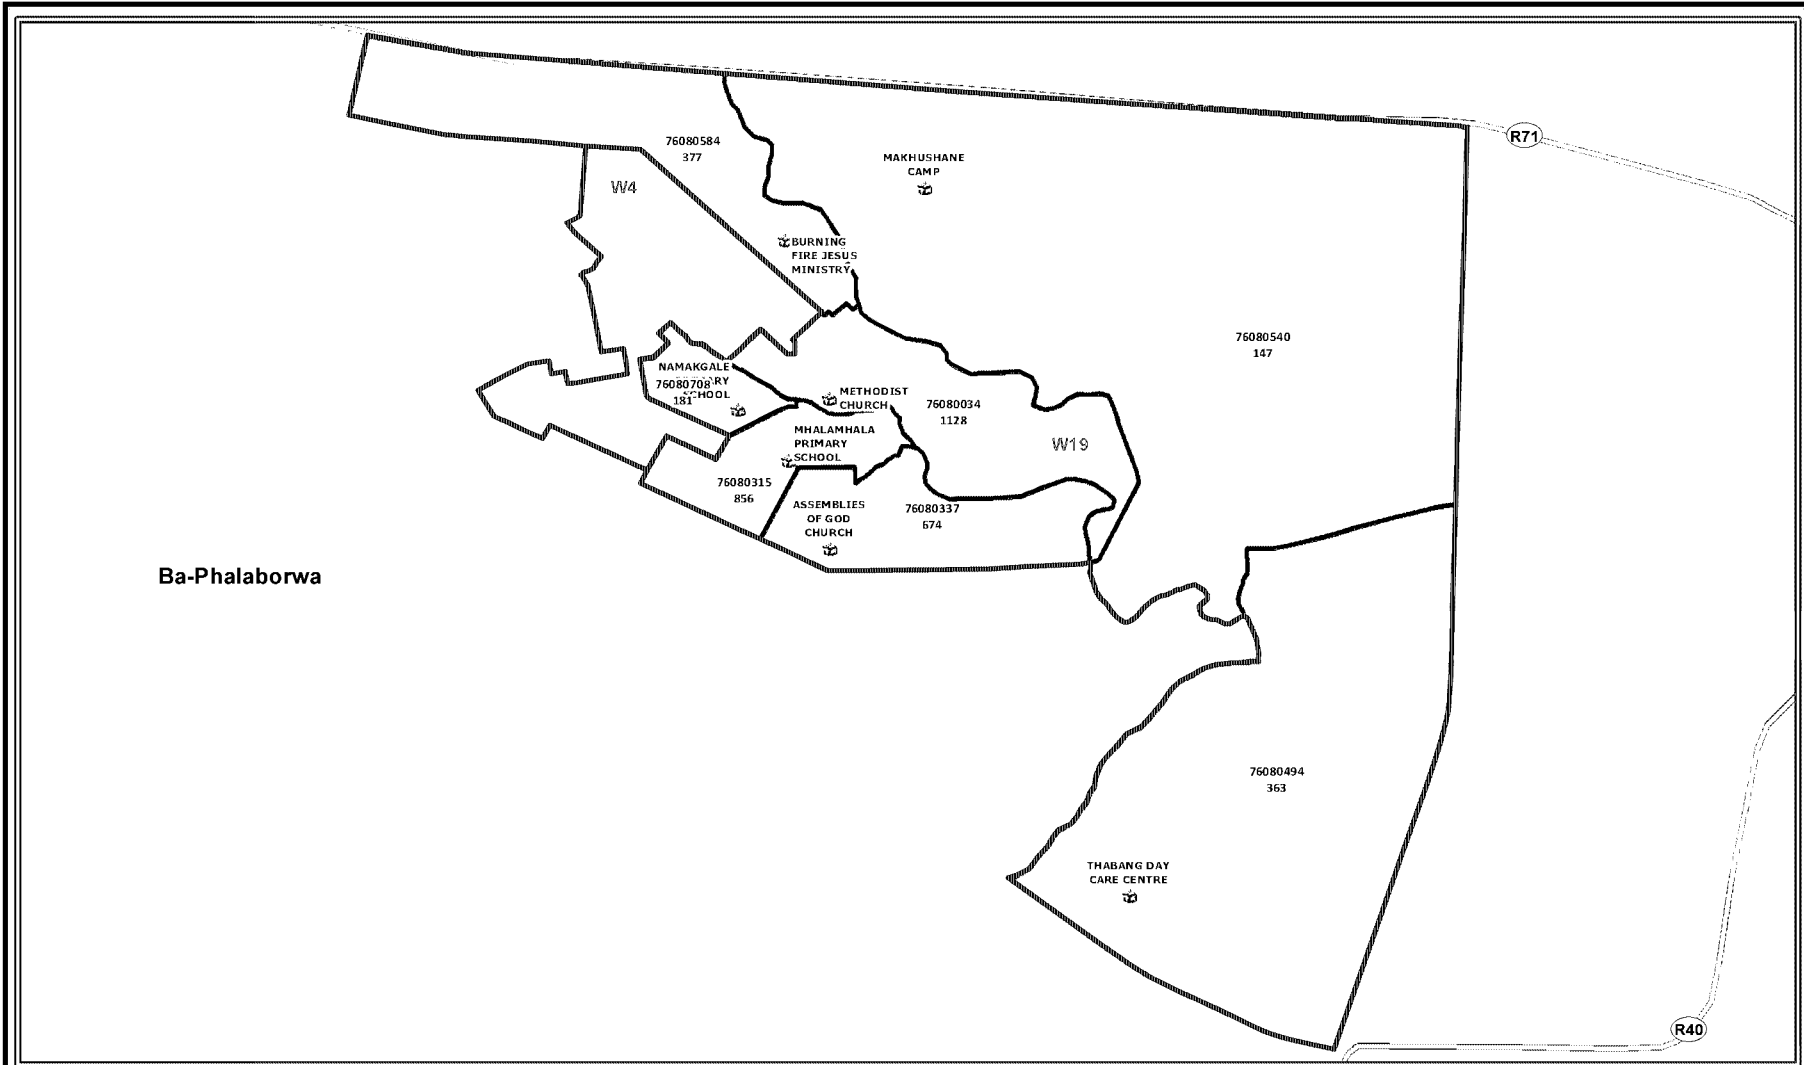 R71
76080584
377
MAKHUSHANE
CAMP
W4
BURNING
FIRE JESUS
MINISTRY
76080540
147
NAMAKGALE
76080708
181
SCHOOL
METHODIST
CHURCH
76080034
1128
W19
MHALAMHALA
PRIMARY
SCHOOL
76080315
856
ASSEMBLIES
OF GOD
CHURCH
76080337
674
Ba-Phalaborwa
76080494
363
THABANG DAY
CARE CENTRE
R40